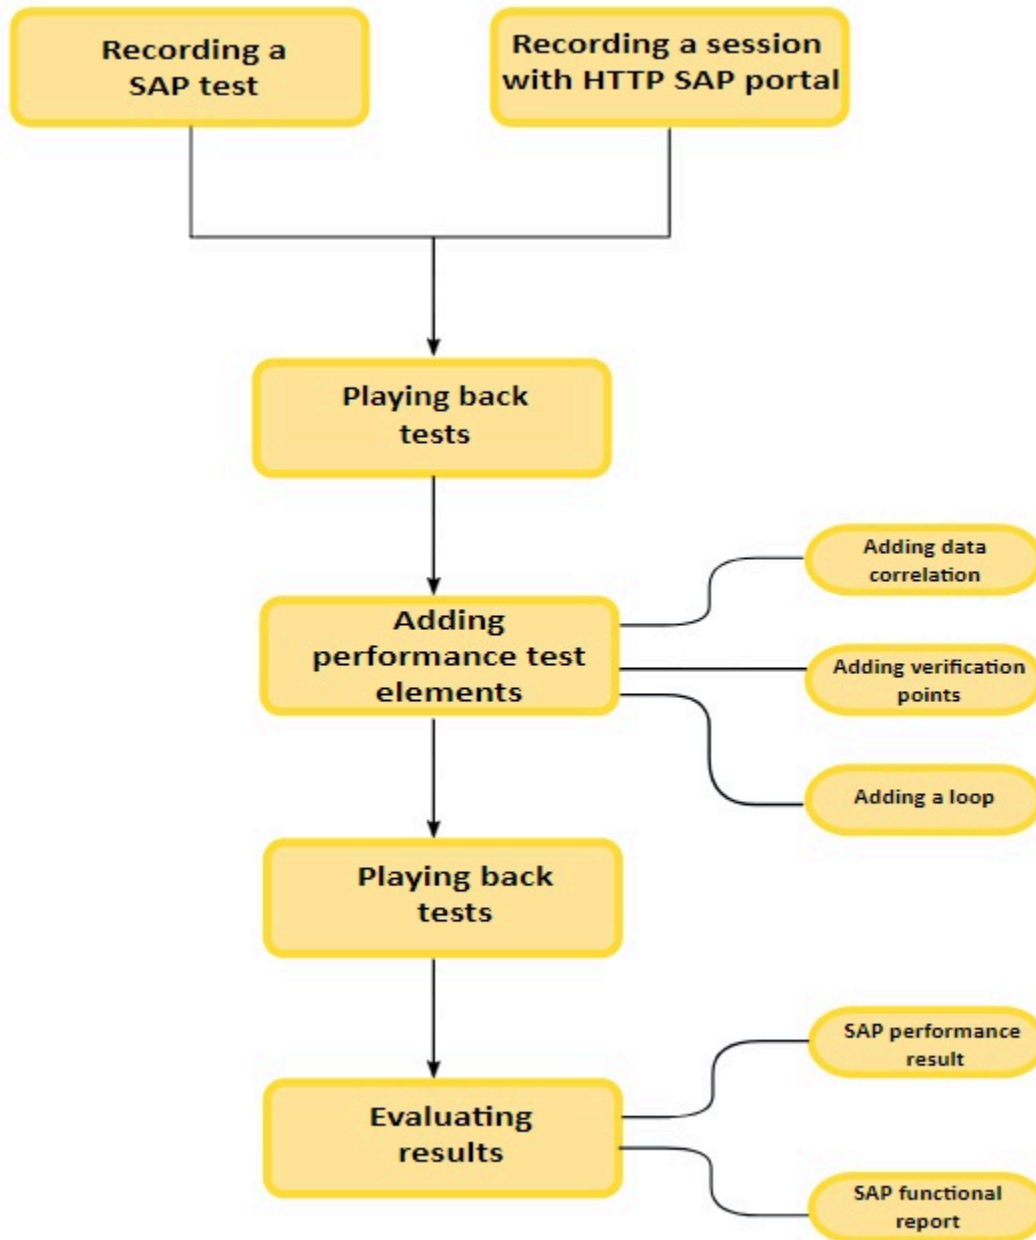 Recording a
SAP test
Recording a session
with HTTP SAP portal
Playing back
tests
Adding
performance test
elements
Adding data
correlation
Adding verification
points
Adding a loop
Playing back
tests
Evaluating
results
SAP performance
result
SAP functional
report